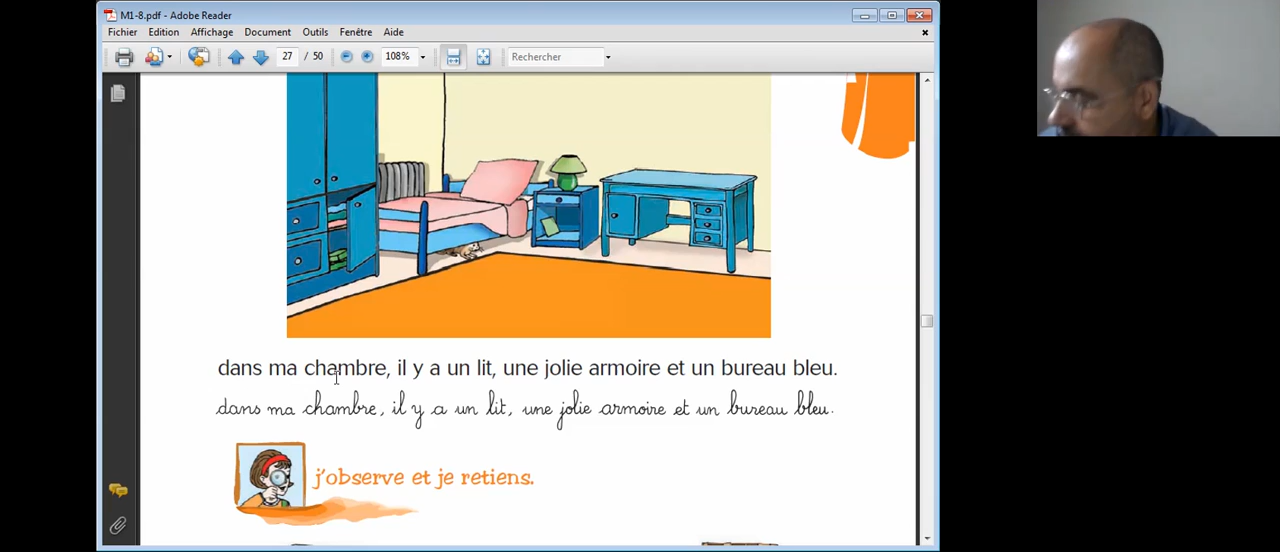 M1-8.pdf - Adobe Reader
Fichier Edition Affichage Document Outils Fenêtre Aide
27 / 50 108% Rechercher
dans ma chambre, il y a un lit, une jolie armoire et un bureau bleu.
dans ma chambre, il y a un lit, une jolie armoire et un bureau bleu.
j'observe et je retiens.